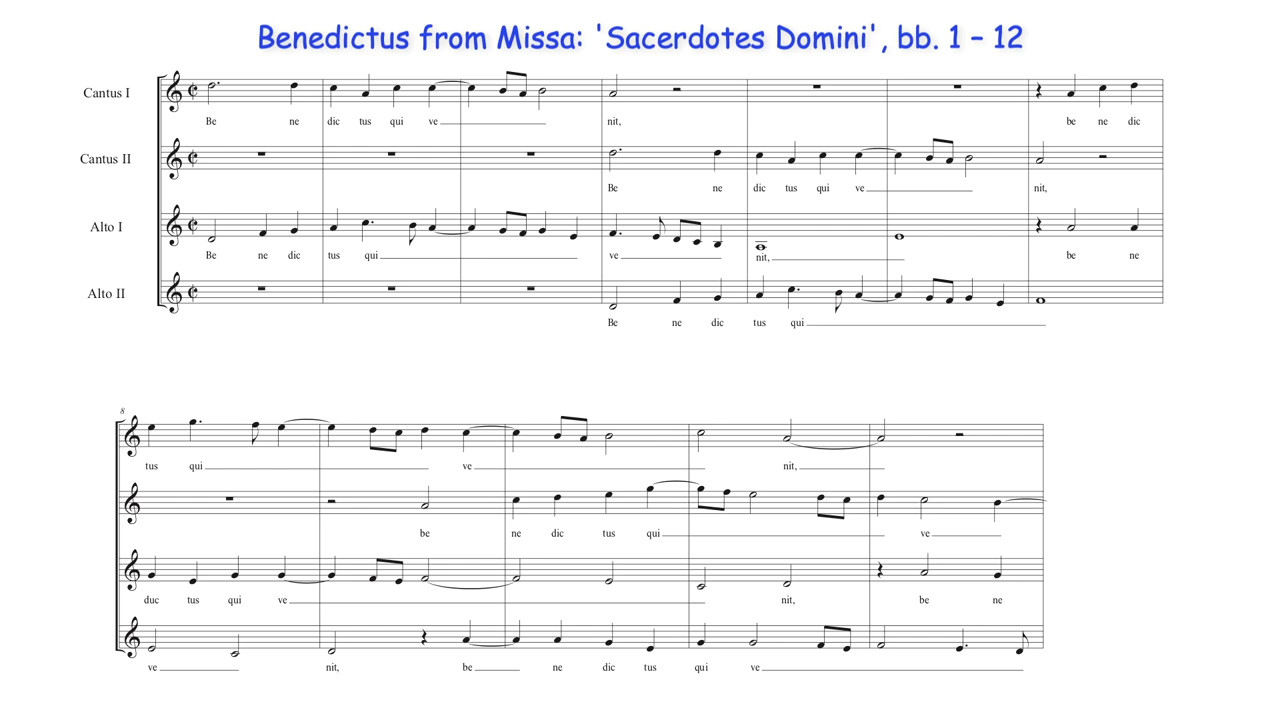 Benedictus from Missa: 'Sacerdotes Domini', bb. 1 – 12
Cantus I
Be ne dic tus qui ve nit, be ne dic
Cantus II
Be ne dic tus qui ve nit,
Alto I
Be ne dic tus qui ve nit, be ne
Alto II
Be ne dic tus qui
8
tus qui ve nit,
be ne dic tus qui ve
duc tus qui ve nit, be ne
ve nit, be ne dic tus qui ve